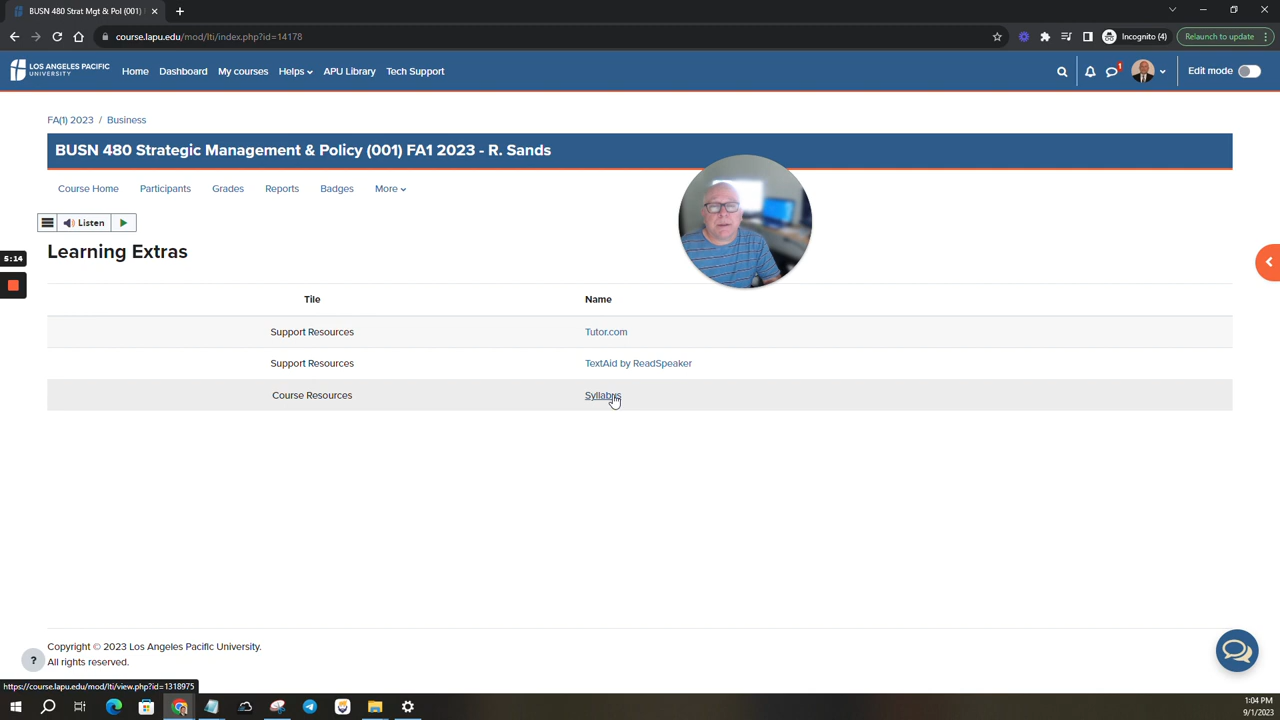 BUSN 480 Strat Mgt & Pol (001)
course.lapu.edu/mod/lti/index.php?id=14178
Incognito (4)
Relaunch to update
LOS ANGELES PACIFIC
UNIVERSITY
Home
Dashboard
My courses
Helps
APU Library
Tech Support
1
Edit mode
FA(1) 2023 / Business
BUSN 480 Strategic Management & Policy (001) FA1 2023 - R. Sands
Course Home
Participants
Grades
Reports
Badges
More
Listen
Learning Extras
5:14
Tile
Name
Support Resources
Tutor.com
Support Resources
TextAid by ReadSpeaker
Course Resources
Syllabus
Copyright © 2023 Los Angeles Pacific University.
All rights reserved.
?
https://course.lapu.edu/mod/lti/view.php?id=1318975
1:04 PM
9/1/2023